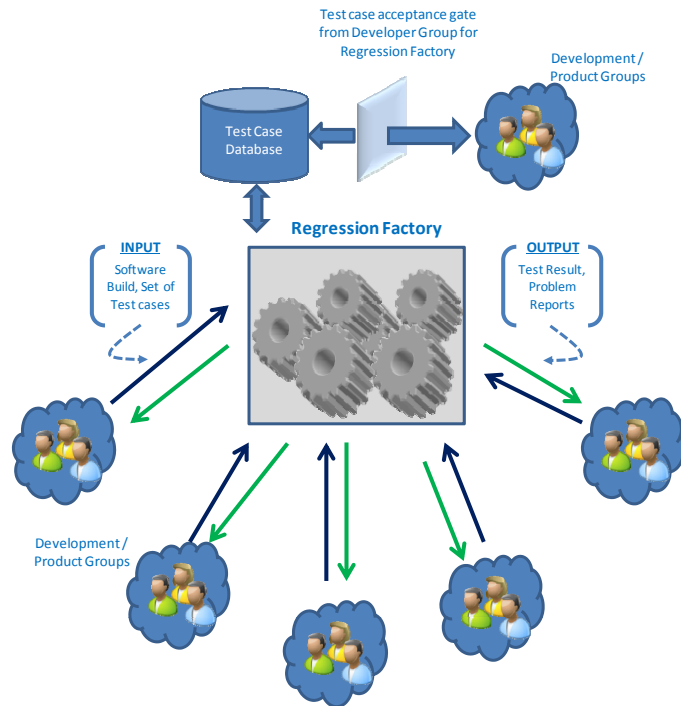 Test case acceptance gate
from Developer Group for
Regression Factory
Development /
Product Groups
Test Case
Database
Regression Factory
INPUT
Software
Build, Set of
Test cases
OUTPUT
Test Result,
Problem
Reports
Development /
Product Groups